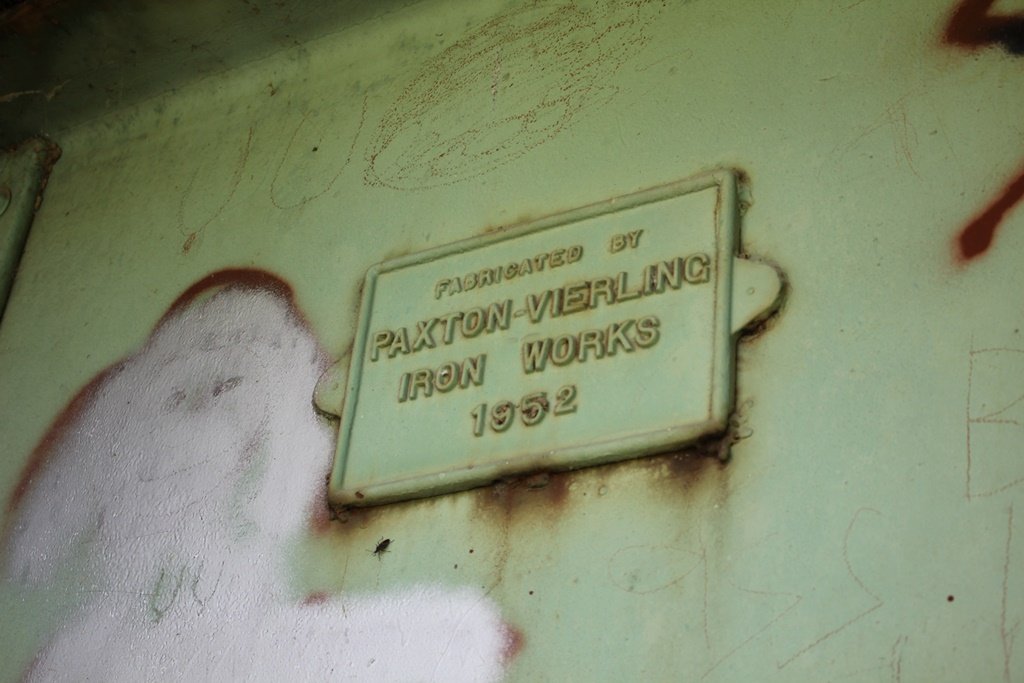 FABRICATED BY
PAXTON-VIERLING
IRON WORKS
1952